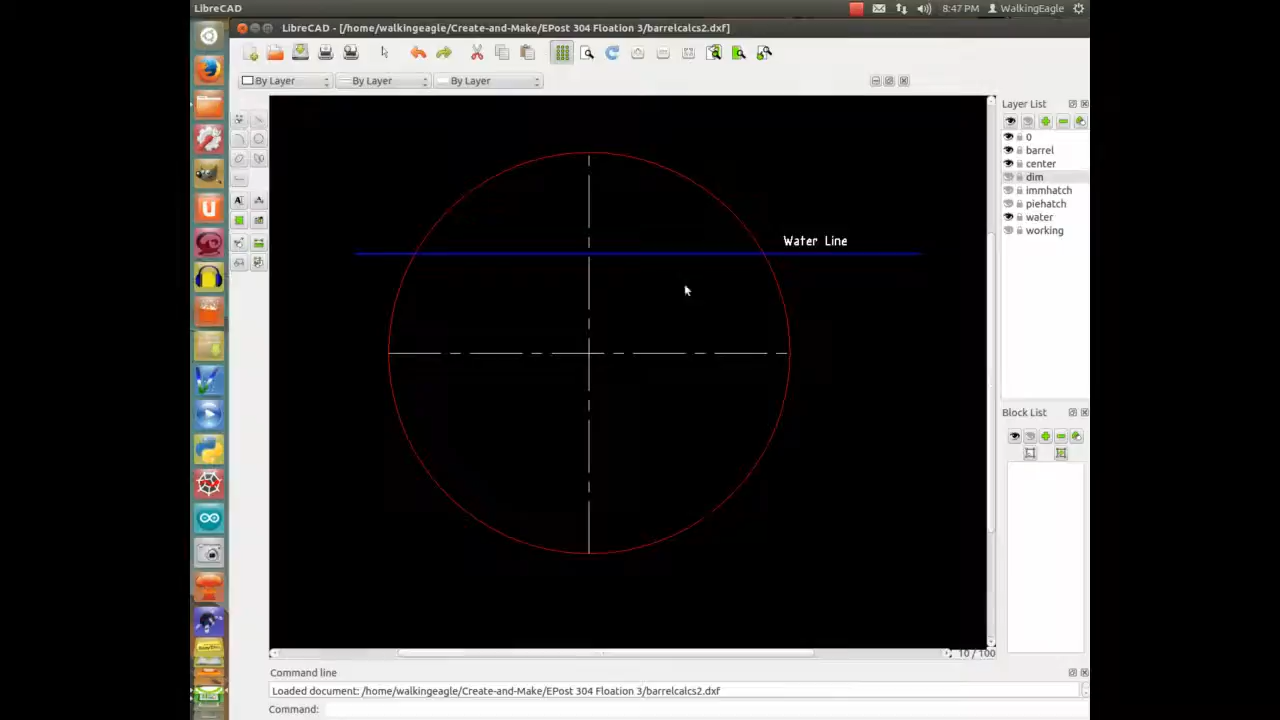 LibreCAD
8:47 PM
WalkingEagle
LibreCAD - [/home/walkingeagle/Create-and-Make/EPost 304 Floation 3/barrelcalcs2.dxf]
By Layer
By Layer
By Layer
Layer List
0
barrel
center
dim
immhatch
piehatch
water
working
Water Line
Block List
10 / 100
Command line
Loaded document: /home/walkingeagle/Create-and-Make/EPost 304 Floation 3/barrelcalcs2.dxf
Command: